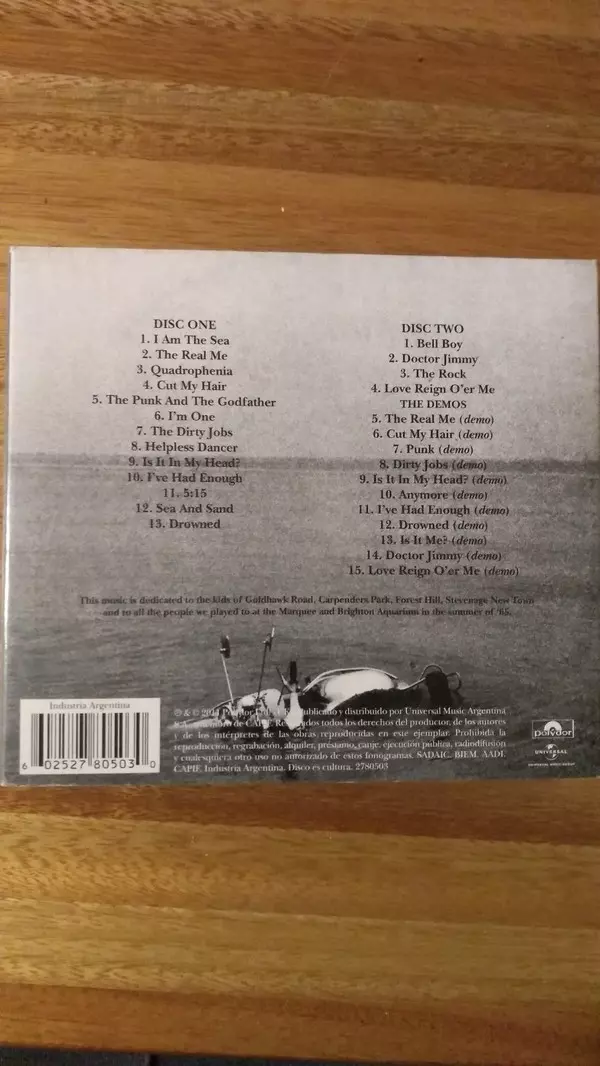 DISC ONE
1. I Am The Sea
2. The Real Me
3. Quadrophenia
4. Cut My Hair
5. The Punk And The Godfather
6. I'm One
7. The Dirty Jobs
8. Helpless Dancer
9. Is It In My Head?
10. I've Had Enough
11. 5:15
12. Sea And Sand
13. Drowned
DISC TWO
1. Bell Boy
2. Doctor Jimmy
3. The Rock
4. Love Reign O'er Me
THE DEMOS
5. The Real Me (demo)
6. Cut My Hair (demo)
7. Punk (demo)
8. Dirty Jobs (demo)
9. Is It In My Head? (demo)
10. Anymore (demo)
11. I've Had Enough (demo)
12. Drowned (demo)
13. Is It Me? (demo)
14. Doctor Jimmy (demo)
15. Love Reign O'er Me (demo)
This music is dedicated to the kids of Goldhawk Road, Carpenders Park, Forest Hill, Stevenage New Town
and to all the people we played to at the Marquee and Brighton Aquarium in the summer of '65.
Industria Argentina
6 02527 80503 0
℗ & © Publicado y distribuido por Universal Music Argentina
S.A. de CAPIF. todos los derechos del productor, de los autores
y de los intérpretes de las obras reproducidas en este ejemplar. Prohibida la
reproducción, regrabación, alquiler, préstamo, canje, ejecución pública, radiodifusión
y cualesquiera otro uso no autorizado de estos fonogramas. SADAIC. BIEM. AADI.
CAPIF. Industria Argentina. Disco es cultura. 2780503
polydor
UNIVERSAL
UNIVERSAL MUSIC GROUP